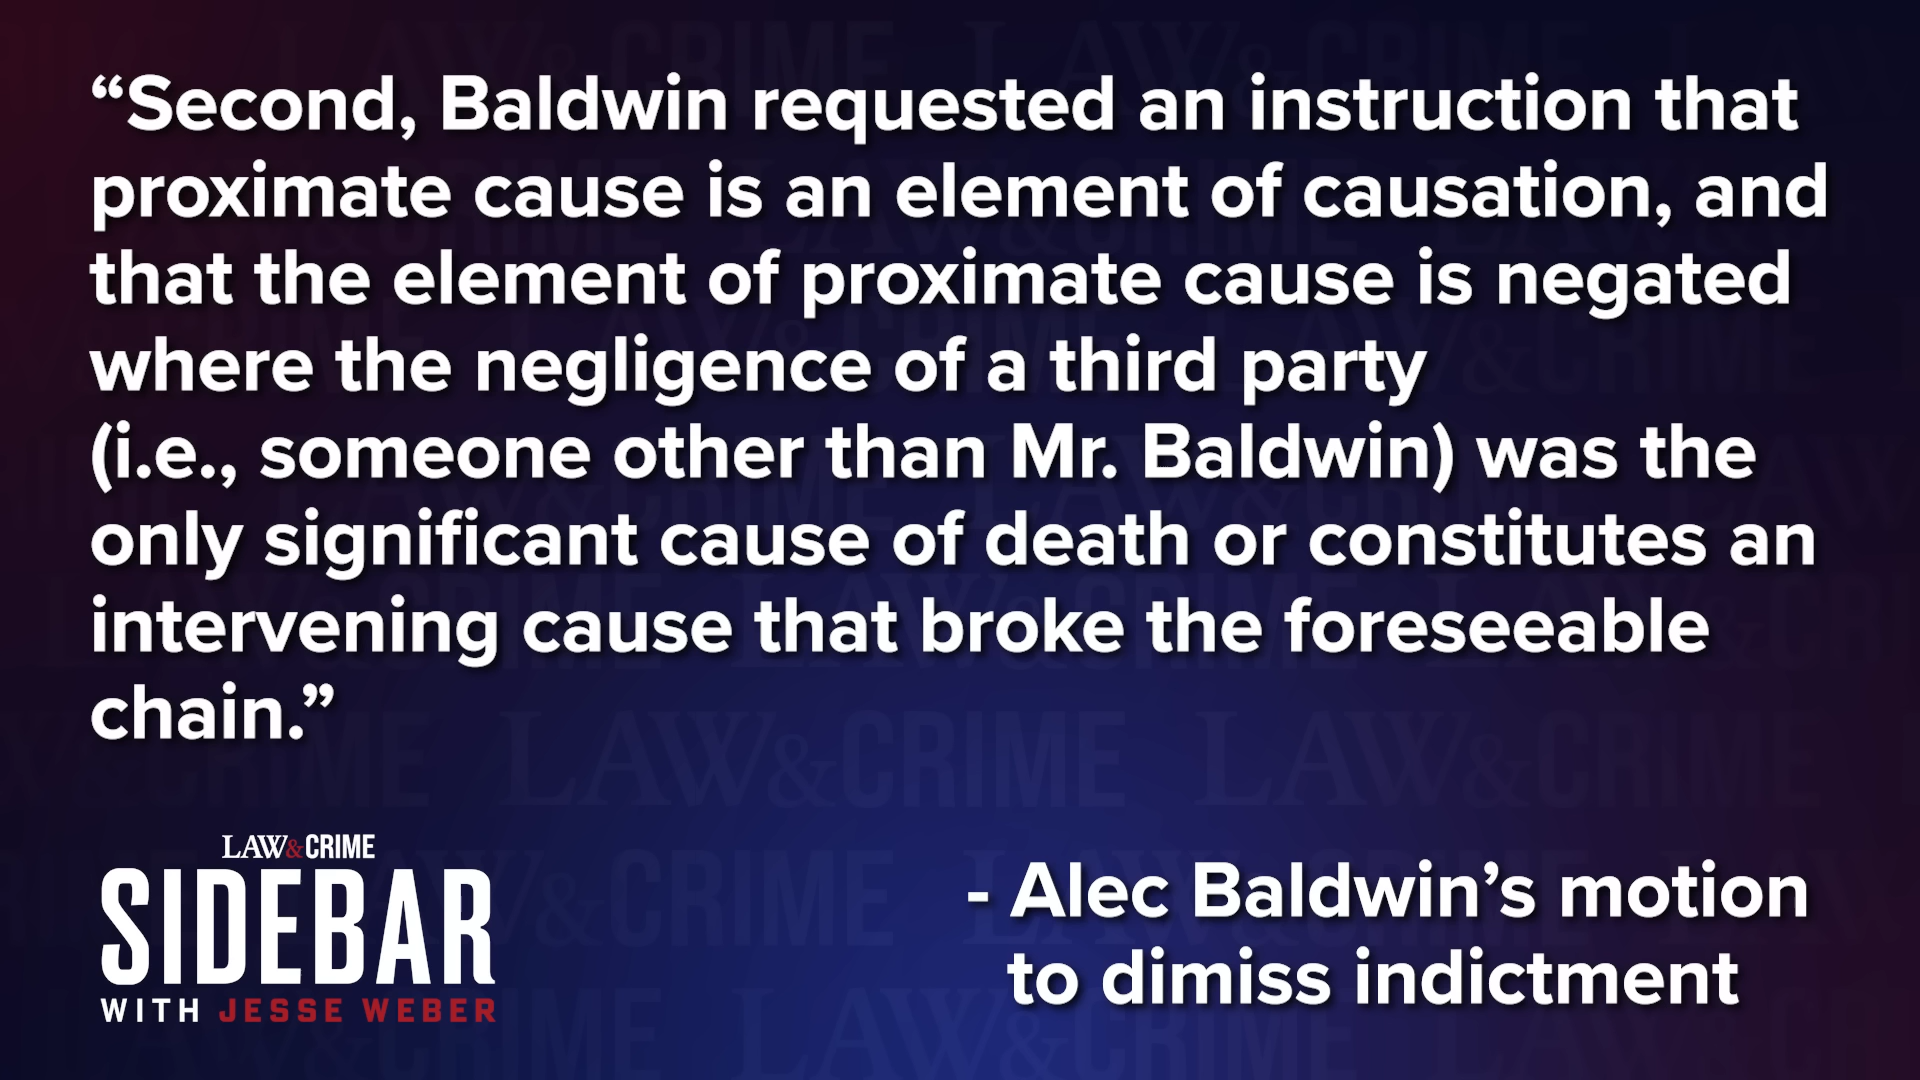 “Second, Baldwin requested an instruction that
proximate cause is an element of causation, and
that the element of proximate cause is negated
where the negligence of a third party
(i.e., someone other than Mr. Baldwin) was the
only significant cause of death or constitutes an
intervening cause that broke the foreseeable
chain.”
LAW&CRIME
SIDEBAR
WITH JESSE WEBER
- Alec Baldwin’s motion
to dimiss indictment